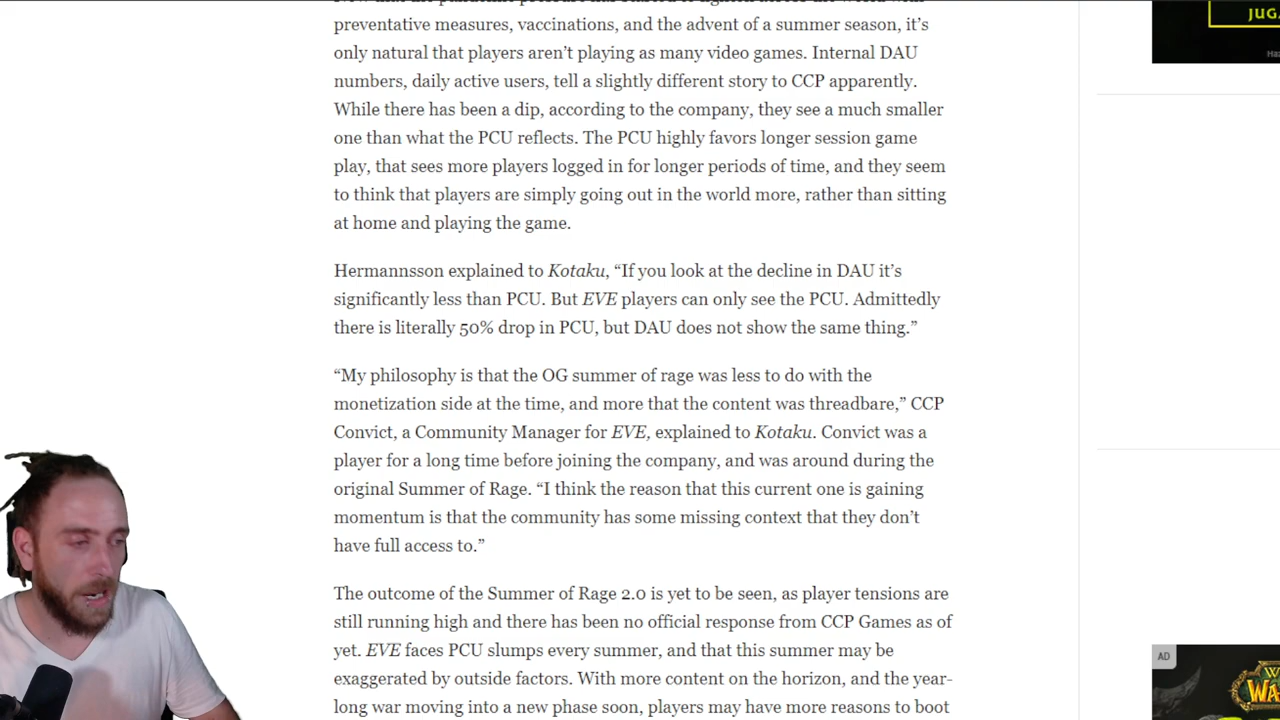 preventative measures, vaccinations, and the advent of a summer season, it’s
only natural that players aren’t playing as many video games. Internal DAU
numbers, daily active users, tell a slightly different story to CCP apparently.
While there has been a dip, according to the company, they see a much smaller
one than what the PCU reflects. The PCU highly favors longer session game
play, that sees more players logged in for longer periods of time, and they seem
to think that players are simply going out in the world more, rather than sitting
at home and playing the game.
Hermannsson explained to Kotaku, “If you look at the decline in DAU it’s
significantly less than PCU. But EVE players can only see the PCU. Admittedly
there is literally 50% drop in PCU, but DAU does not show the same thing.”
“My philosophy is that the OG summer of rage was less to do with the
monetization side at the time, and more that the content was threadbare,” CCP
Convict, a Community Manager for EVE, explained to Kotaku. Convict was a
player for a long time before joining the company, and was around during the
original Summer of Rage. “I think the reason that this current one is gaining
momentum is that the community has some missing context that they don’t
have full access to.”
The outcome of the Summer of Rage 2.0 is yet to be seen, as player tensions are
still running high and there has been no official response from CCP Games as of
yet. EVE faces PCU slumps every summer, and that this summer may be
exaggerated by outside factors. With more content on the horizon, and the year-
long war moving into a new phase soon, players may have more reasons to boot
JUG
AD